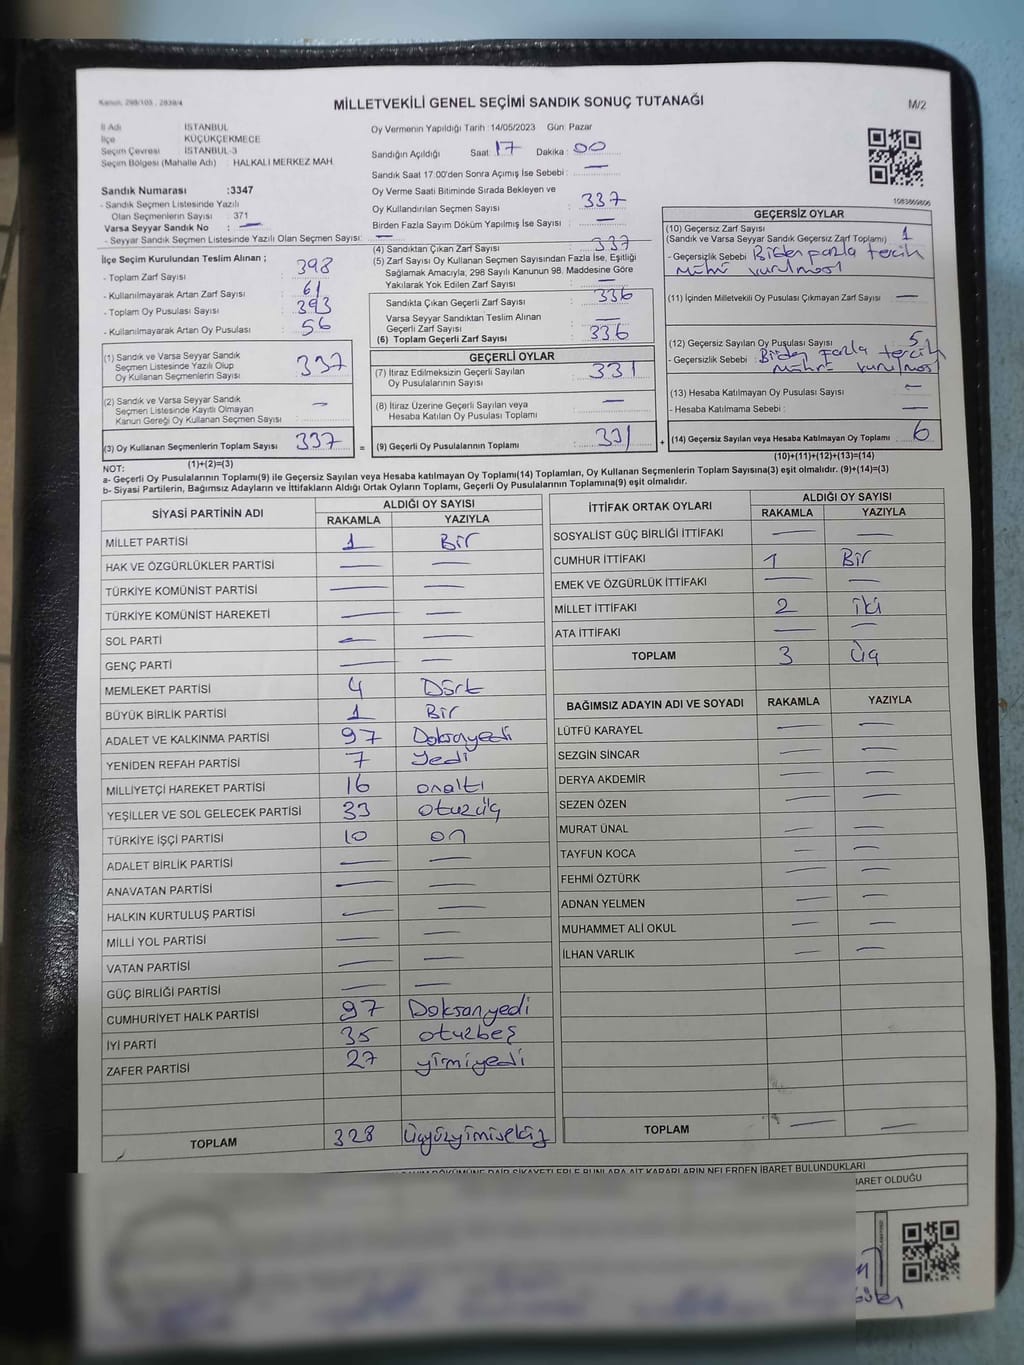 Kanun, 298/105 , 2839/4
MİLLETVEKİLİ GENEL SEÇİMİ SANDIK SONUÇ TUTANAĞI
M/2
İl Adı İSTANBUL
İlçe KÜÇÜKÇEKMECE
Seçim Çevresi İSTANBUL-3
Seçim Bölgesi (Mahalle Adı) : HALKALI MERKEZ MAH.
Sandık Numarası :3347
- Sandık Seçmen Listesinde Yazılı
Olan Seçmenlerin Sayısı : 371
Varsa Seyyar Sandık No : —
- Seyyar Sandık Seçmen Listesinde Yazılı Olan Seçmen Sayısı: —
İlçe Seçim Kurulundan Teslim Alınan ;
- Toplam Zarf Sayısı 398
- Kullanılmayarak Artan Zarf Sayısı 61
- Toplam Oy Pusulası Sayısı 393
- Kullanılmayarak Artan Oy Pusulası 56
(1) Sandık ve Varsa Seyyar Sandık
Seçmen Listesinde Yazılı Olup
Oy Kullanan Seçmenlerin Sayısı 337
(2) Sandık ve Varsa Seyyar Sandık
Seçmen Listesinde Kayıtlı Olmayan
Kanun Gereği Oy Kullanan Seçmen Sayısı : —
(3) Oy Kullanan Seçmenlerin Toplam Sayısı 337 =
(1)+(2)=(3)
Oy Vermenin Yapıldığı Tarih : 14/05/2023 Gün: Pazar
Sandığın Açıldığı Saat: 17 Dakika : 00
Sandık Saat 17:00'den Sonra Açımış İse Sebebi : —
Oy Verme Saati Bitiminde Sırada Bekleyen ve
Oy Kullandırılan Seçmen Sayısı : 337
Birden Fazla Sayım Döküm Yapılmış İse Sayısı : —
(4) Sandıktan Çıkan Zarf Sayısı 337
(5) Zarf Sayısı Oy Kullanan Seçmen Sayısından Fazla İse, Eşitliği
Sağlamak Amacıyla, 298 Sayılı Kanunun 98. Maddesine Göre
Yakılarak Yok Edilen Zarf Sayısı : —
Sandıkta Çıkan Geçerli Zarf Sayısı : 336
Varsa Seyyar Sandıktan Teslim Alınan
Geçerli Zarf Sayısı : —
(6) Toplam Geçerli Zarf Sayısı : 336
GEÇERLİ OYLAR
(7) İtiraz Edilmeksizin Geçerli Sayılan
Oy Pusulalarının Sayısı : 331
(8) İtiraz Üzerine Geçerli Sayılan veya
Hesaba Katılan Oy Pusulası Toplamı : —
(9) Geçerli Oy Pusulalarının Toplamı : 331 +
1083869806
GEÇERSİZ OYLAR
(10) Geçersiz Zarf Sayısı
(Sandık ve Varsa Seyyar Sandık Geçersiz Zarf Toplamı) : 1
- Geçersizlik Sebebi : Birden fazla tercih
mührü vurulmosı
(11) İçinden Milletvekili Oy Pusulası Çıkmayan Zarf Sayısı : —
(12) Geçersiz Sayılan Oy Pusulası Sayısı : 5
- Geçersizlik Sebebi : Birden fazla tercih
mührü vurulmosı
(13) Hesaba Katılmayan Oy Sayısı : —
- Hesaba Katılmama Sebebi : —
(14) Geçersiz Sayılan veya Hesaba Katılmayan Oy Toplamı : 6
(10)+(11)+(12)+(13)=(14)
NOT:
a- Geçerli Oy Pusulalarının Toplamı(9) ile Geçersiz Sayılan veya Hesaba katılmayan Oy Toplamı(14) Toplamları, Oy Kullanan Seçmenlerin Toplam Sayısına(3) eşit olmalıdır. (9)+(14)=(3)
b- Siyasi Partilerin, Bağımsız Adayların ve İttifakların Aldığı Ortak Oyların Toplamı, Geçerli Oy Pusulalarının Toplamına(9) eşit olmalıdır.
SİYASİ PARTİNİN ADI ALDIĞI OY SAYISI
RAKAMLA YAZIYLA
MİLLET PARTİSİ 1 Bir
HAK VE ÖZGÜRLÜKLER PARTİSİ — —
TÜRKİYE KOMÜNİST PARTİSİ — —
TÜRKİYE KOMÜNİST HAREKETİ — —
SOL PARTİ — —
GENÇ PARTİ — —
MEMLEKET PARTİSİ 4 Dört
BÜYÜK BİRLİK PARTİSİ 1 Bir
ADALET VE KALKINMA PARTİSİ 97 Doksanyedi
YENİDEN REFAH PARTİSİ 7 Yedi
MİLLİYETÇİ HAREKET PARTİSİ 16 onaltı
YEŞİLLER VE SOL GELECEK PARTİSİ 33 otuzüç
TÜRKİYE İŞÇİ PARTİSİ 10 on
ADALET BİRLİK PARTİSİ — —
ANAVATAN PARTİSİ — —
HALKIN KURTULUŞ PARTİSİ — —
MİLLİ YOL PARTİSİ — —
VATAN PARTİSİ — —
GÜÇ BİRLİĞİ PARTİSİ — —
CUMHURİYET HALK PARTİSİ 97 Doksanyedi
İYİ PARTİ 35 otuzbeş
ZAFER PARTİSİ 27 yirmiyedi
TOPLAM 328 üçyüzyirmisekiz
İTTİFAK ORTAK OYLARI ALDIĞI OY SAYISI
RAKAMLA YAZIYLA
SOSYALİST GÜÇ BİRLİĞİ İTTİFAKI — —
CUMHUR İTTİFAKI 1 Bir
EMEK VE ÖZGÜRLÜK İTTİFAKI — —
MİLLET İTTİFAKI 2 iki
ATA İTTİFAKI — —
TOPLAM 3 Üç
BAĞIMSIZ ADAYIN ADI VE SOYADI RAKAMLA YAZIYLA
LÜTFÜ KARAYEL — —
SEZGİN SİNCAR — —
DERYA AKDEMİR — —
SEZEN ÖZEN — —
MURAT ÜNAL — —
TAYFUN KOCA — —
FEHMİ ÖZTÜRK — —
ADNAN YELMEN — —
MUHAMMET ALİ OKUL — —
İLHAN VARLIK — —
TOPLAM — —
DÖKÜMÜNE DAİR ŞİKAYETLERLE BUNLARA AİT KARARLARIN NELERDEN İBARET BULUNDUKLARI
BARET OLDUĞU